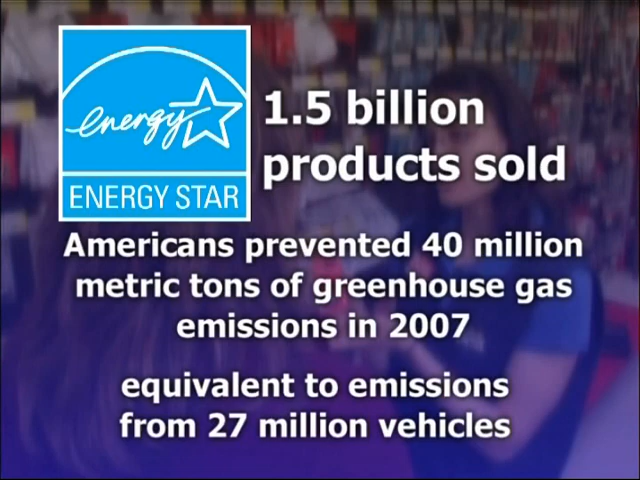 energy
ENERGY STAR
1.5 billion
products sold
Americans prevented 40 million
metric tons of greenhouse gas
emissions in 2007
equivalent to emissions
from 27 million vehicles